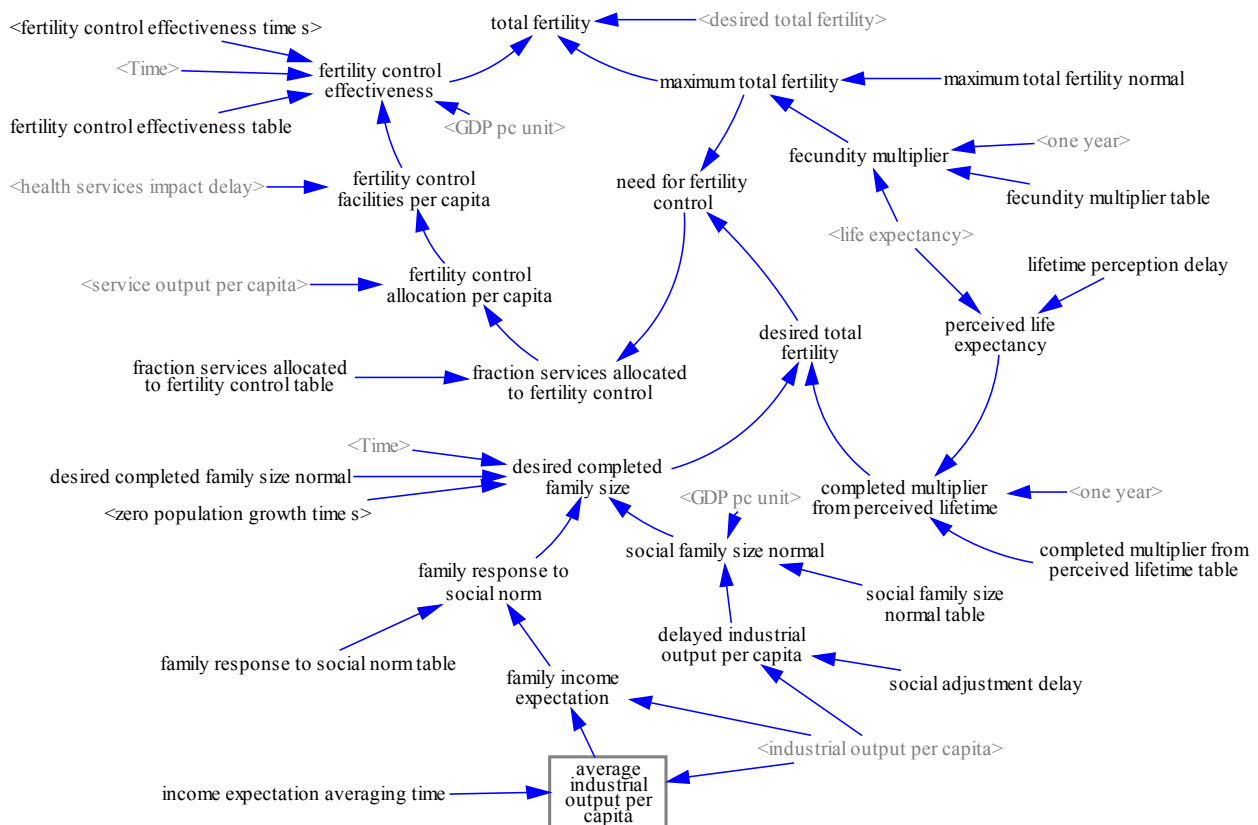 <fertility control effectiveness time s>
total fertility
<desired total fertility>
<Time>
fertility control
effectiveness
maximum total fertility
maximum total fertility normal
fertility control effectiveness table
<GDP pc unit>
<one year>
fecundity multiplier
<health services impact delay>
fertility control
facilities per capita
need for fertility
control
fecundity multiplier table
<life expectancy>
lifetime perception delay
<service output per capita>
fertility control
allocation per capita
perceived life
expectancy
desired total
fertility
fraction services allocated
to fertility control table
fraction services allocated
to fertility control
<Time>
desired completed family size normal
<zero population growth time s>
desired completed
family size
<GDP pc unit>
completed multiplier
from perceived lifetime
<one year>
social family size normal
completed multiplier from
perceived lifetime table
family response to
social norm
social family size
normal table
family response to social norm table
delayed industrial
output per capita
social adjustment delay
family income
expectation
<industrial output per capita>
income expectation averaging time
average
industrial
output per
capita